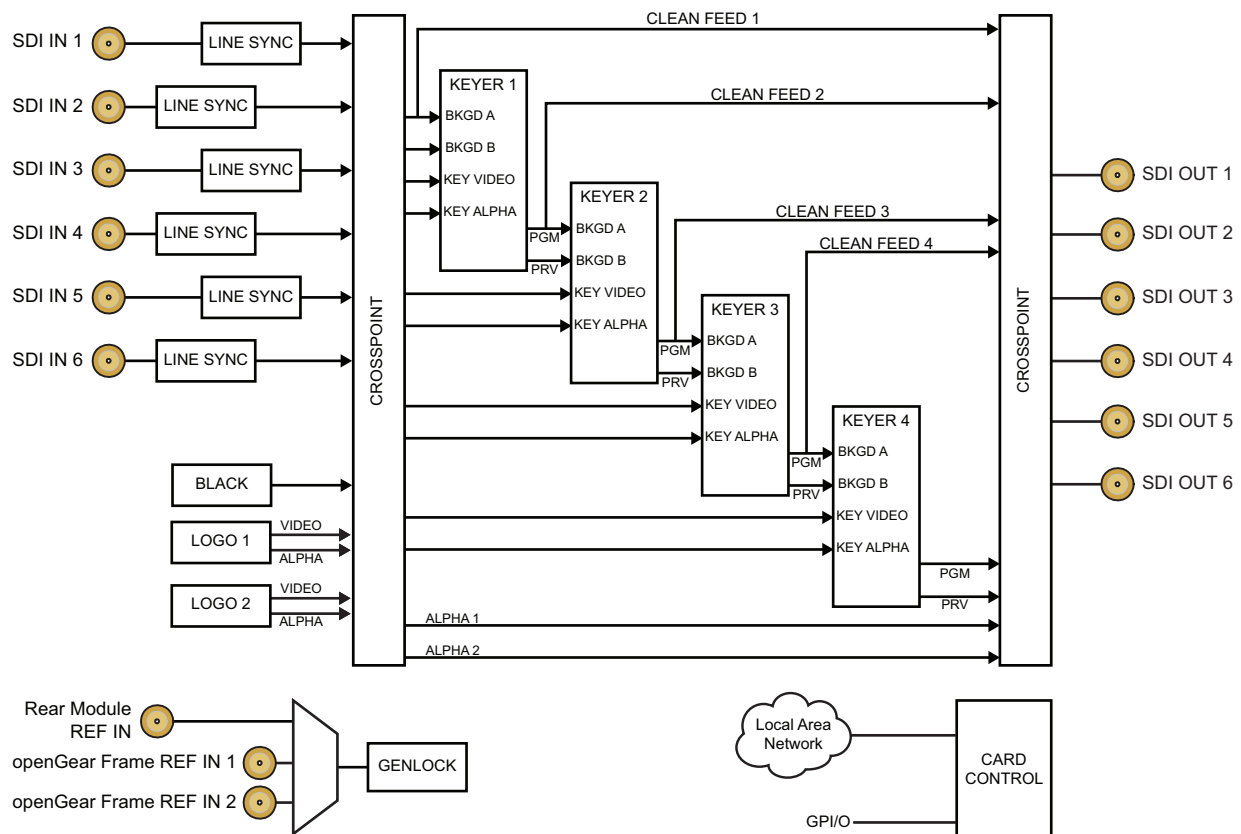 CLEAN FEED 1
SDI IN 1
LINE SYNC
KEYER 1
SDI IN 2
LINE SYNC
CLEAN FEED 2
BKGD A
BKGD B
SDI IN 3
LINE SYNC
KEY VIDEO
KEY ALPHA
KEYER 2
SDI OUT 1
CLEAN FEED 3
SDI IN 4
LINE SYNC
PGM
BKGD A
SDI OUT 2
CLEAN FEED 4
PRV
BKGD B
SDI IN 5
LINE SYNC
KEY VIDEO
KEYER 3
SDI OUT 3
KEY ALPHA
CROSSPOINT
CROSSPOINT
SDI IN 6
LINE SYNC
PGM
BKGD A
SDI OUT 4
PRV
BKGD B
KEY VIDEO
KEYER 4
SDI OUT 5
KEY ALPHA
PGM
BKGD A
BLACK
PRV
BKGD B
SDI OUT 6
KEY VIDEO
LOGO 1
VIDEO
ALPHA
KEY ALPHA
PGM
LOGO 2
VIDEO
ALPHA
PRV
ALPHA 1
ALPHA 2
Rear Module
REF IN
openGear Frame REF IN 1
openGear Frame REF IN 2
GENLOCK
Local Area
Network
CARD
CONTROL
GPI/O